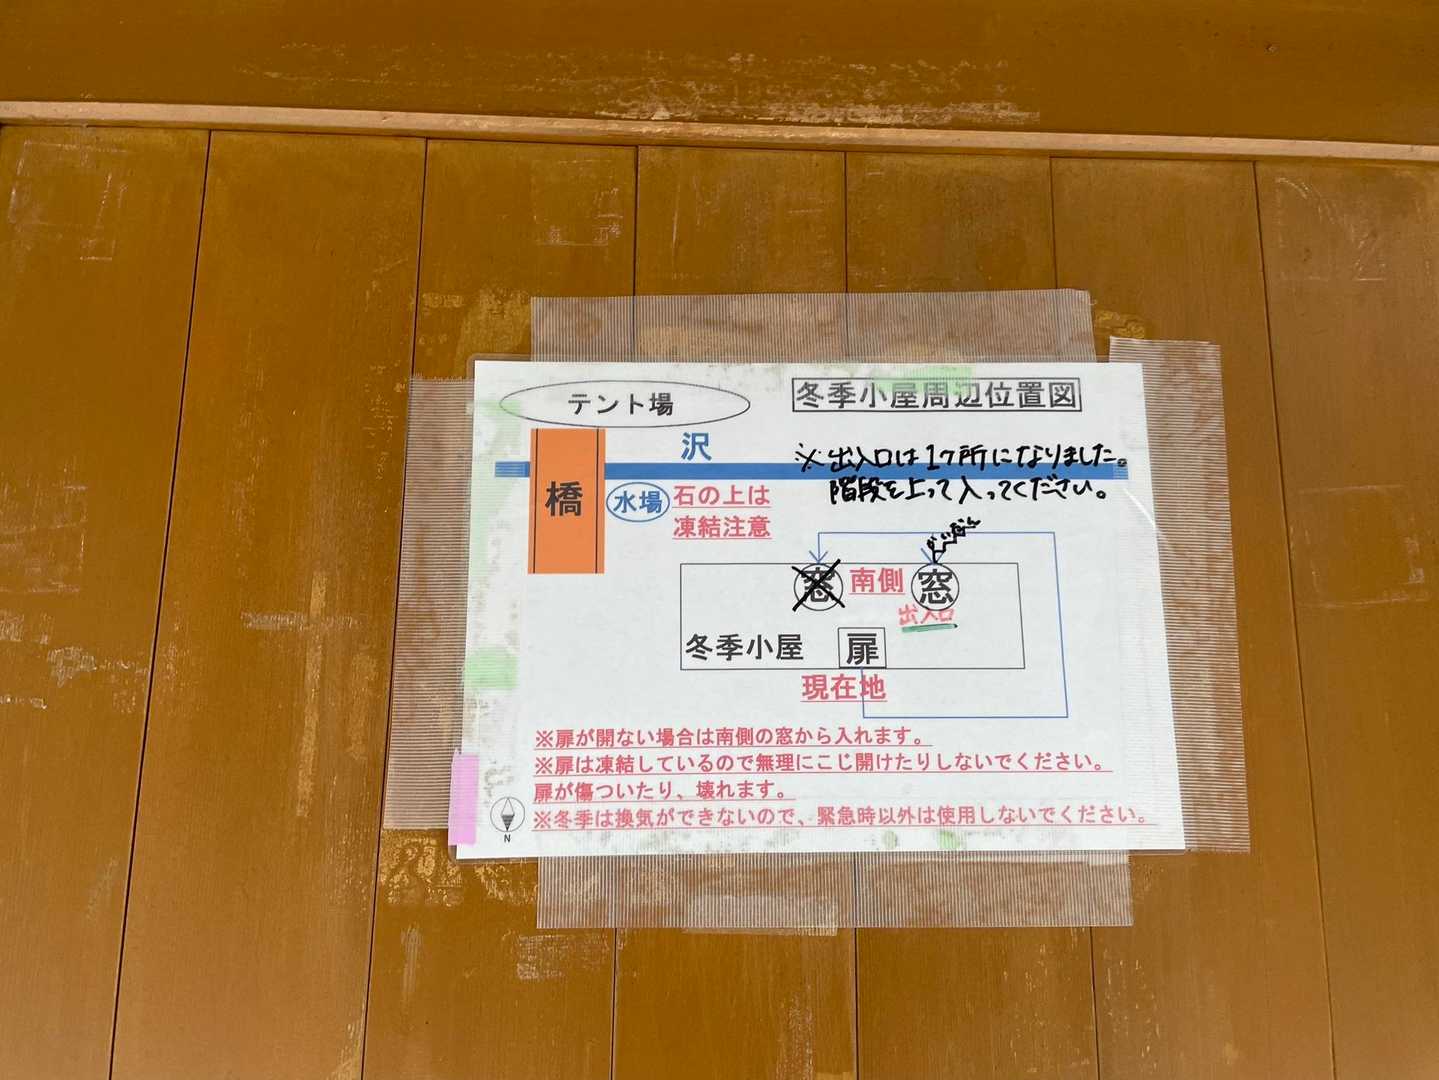 テント場
冬季小屋周辺位置図
沢
※出入口は1ヶ所になりました。
階段を上って入ってください。
橋
水場
石の上は
凍結注意
かいだん
窓
南側
窓
出入口
冬季小屋
扉
現在地
※扉が開ない場合は南側の窓から入れます。
※扉は凍結しているので無理にこじ開けたりしないでください。
扉が傷ついたり、壊れます。
※冬季は換気ができないので、緊急時以外は使用しないでください。
N